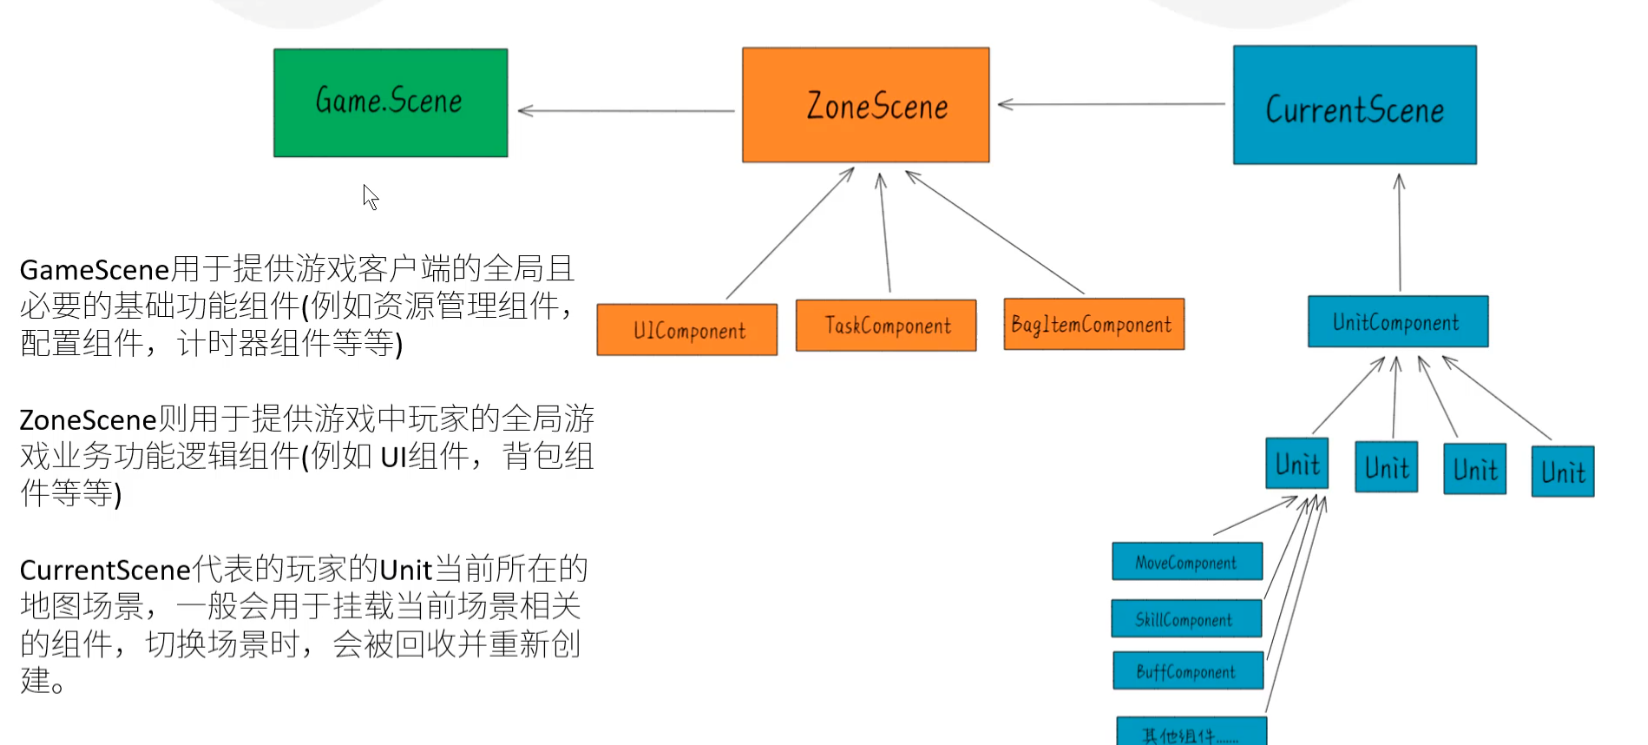 Game.Scene
ZoneScene
CurrentScene
GameScene用于提供游戏客户端的全局且
必要的基础功能组件(例如资源管理组件，
配置组件，计时器组件等等)
ZoneScene则用于提供游戏中玩家的全局游
戏业务功能逻辑组件(例如 UI组件，背包组
件等等)
CurrentScene代表的玩家的Unit当前所在的
地图场景，一般会用于挂载当前场景相关
的组件，切换场景时，会被回收并重新创
建。
UIComponent
TaskComponent
BagItemComponent
UnitComponent
Unit
Unit
Unit
Unit
MoveComponent
SkillComponent
BuffComponent
其他组件......